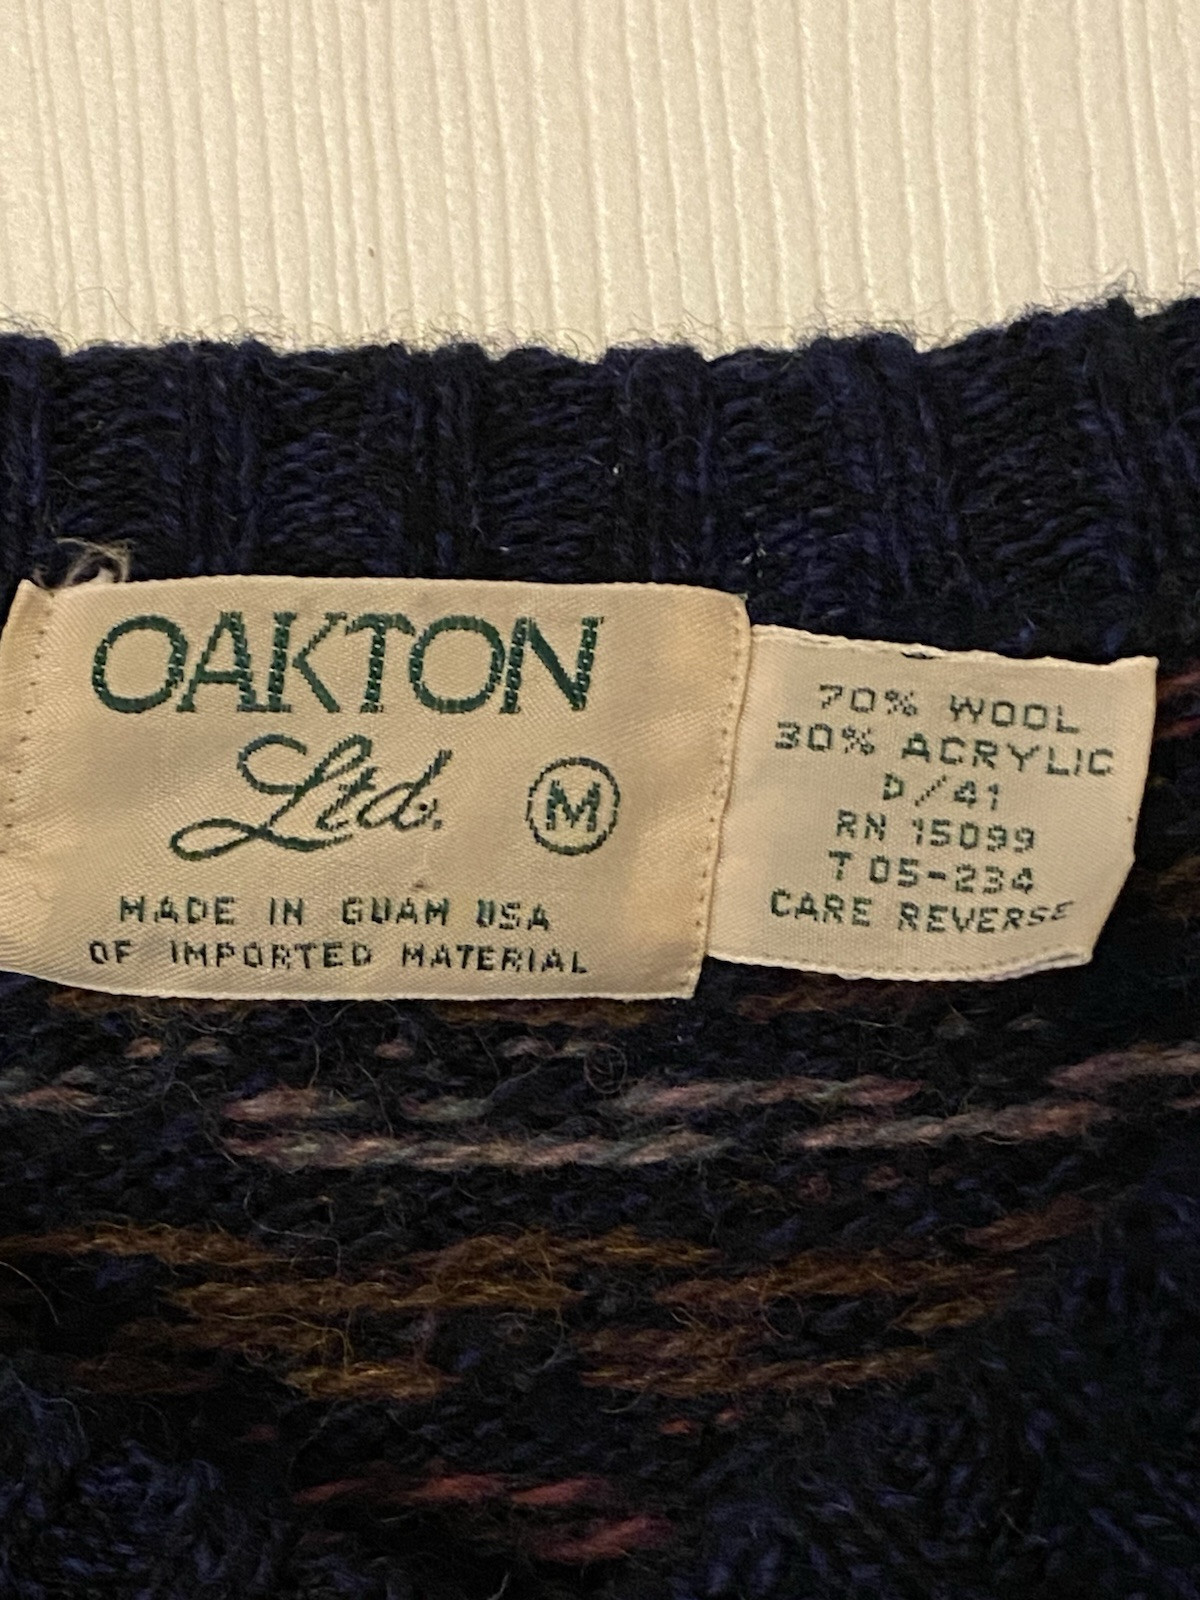 OAKTON
Ltd. M
MADE IN GUAM USA
OF IMPORTED MATERIAL
70% WOOL
30% ACRYLIC
D/41
RN 15099
T 05-234
CARE REVERSE